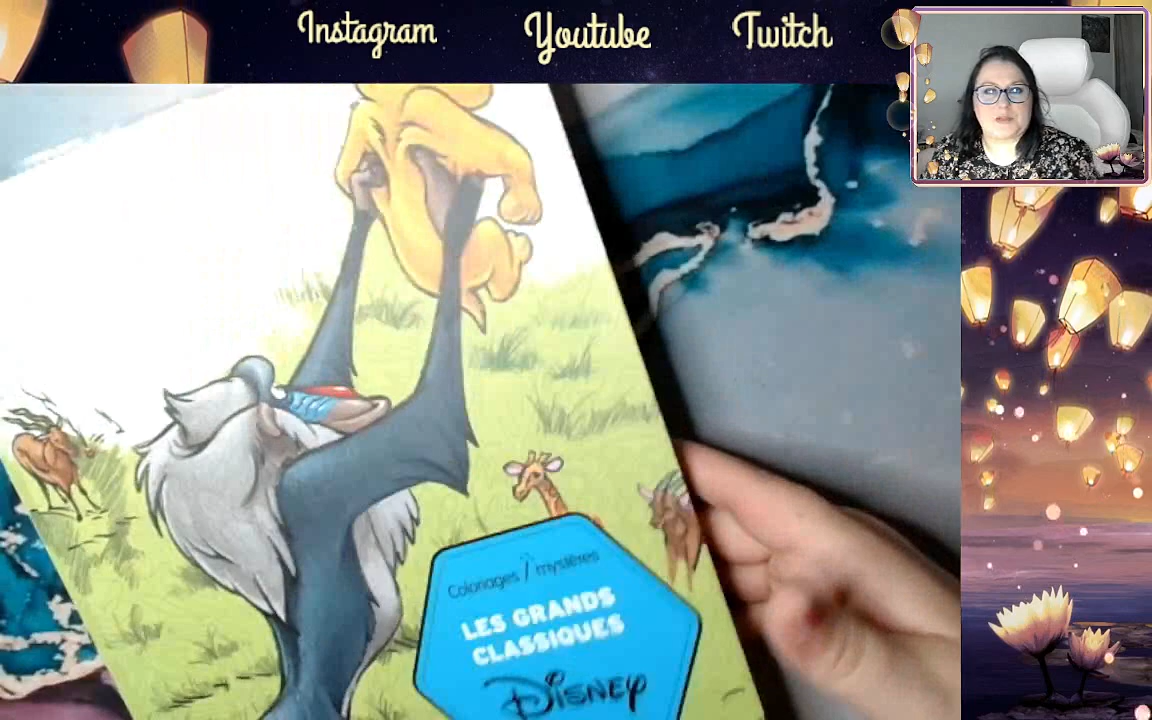 Instagram Youtube Twitch
Coloriages mystères
LES GRANDS
CLASSIQUES
Disney